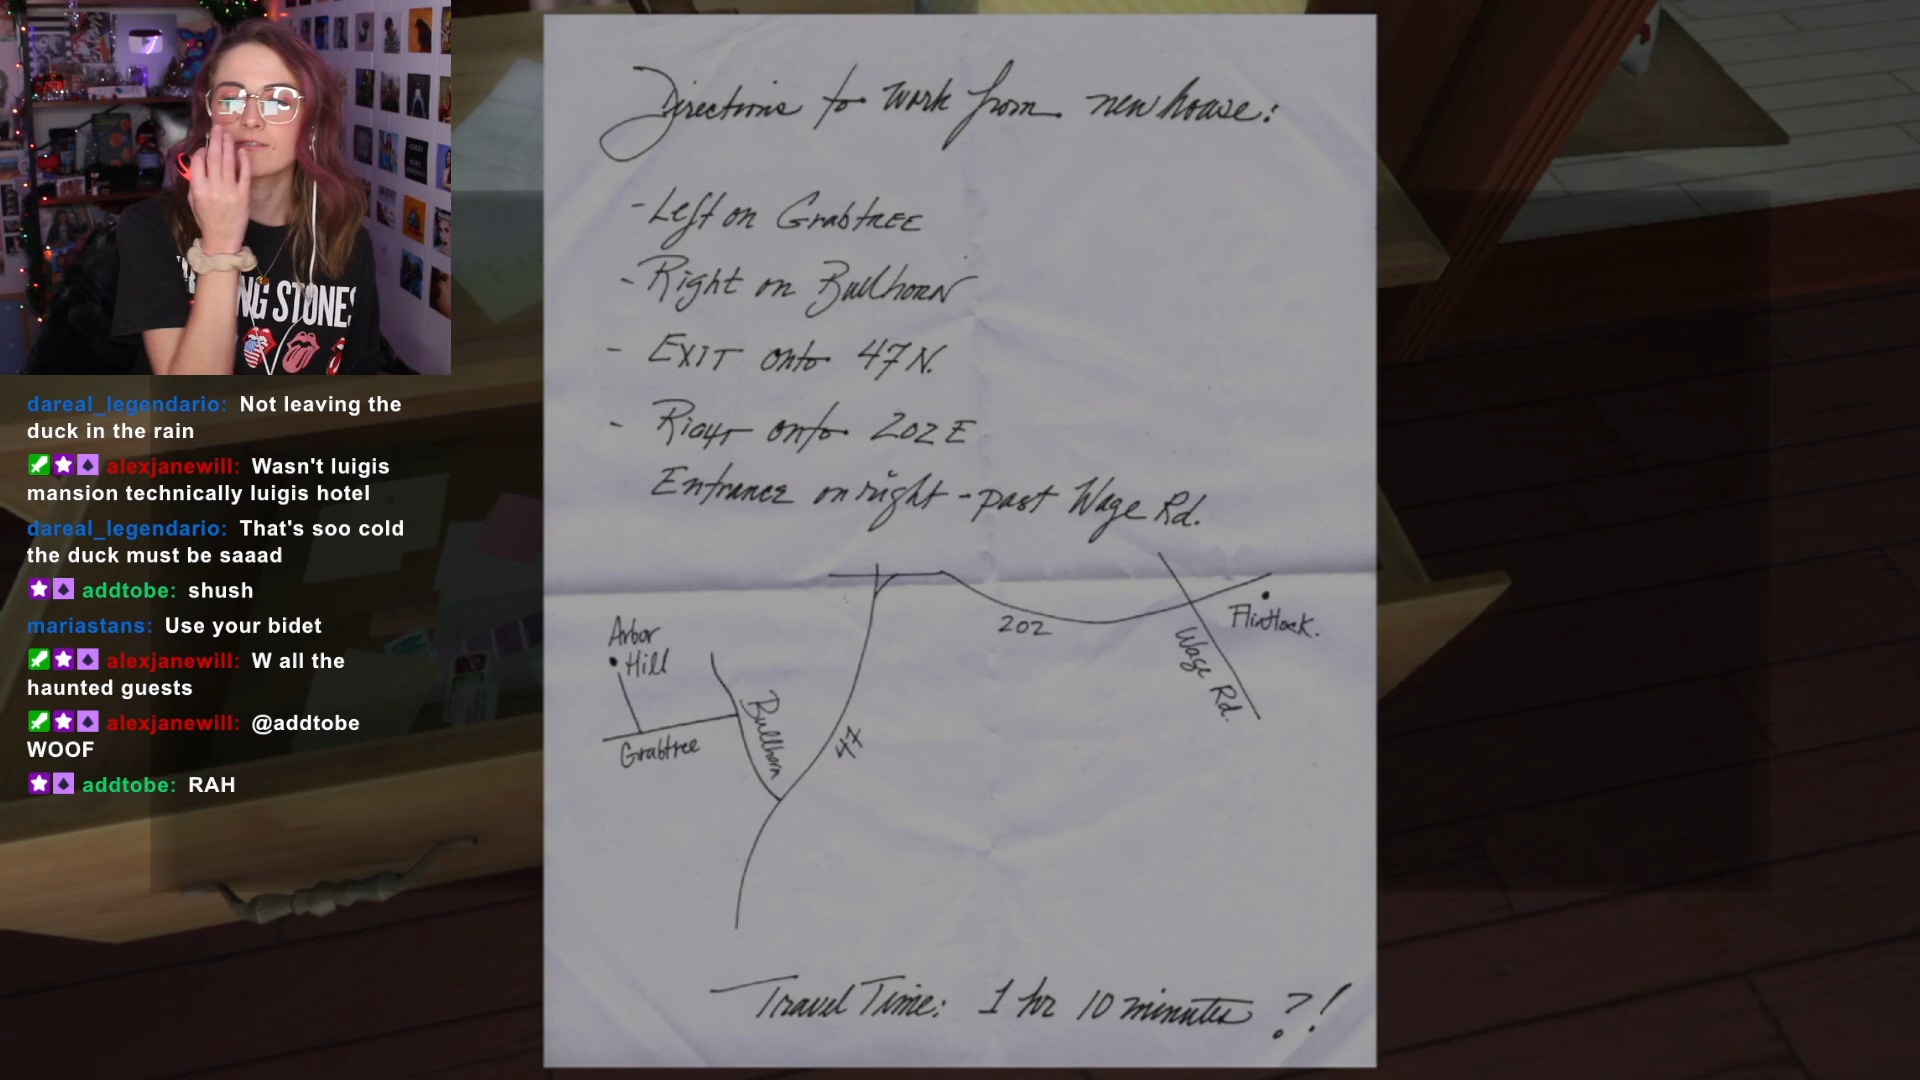 NG STONES
dareal_legendario: Not leaving the
duck in the rain
alexjanewill: Wasn't luigis
mansion technically luigis hotel
dareal_legendario: That's soo cold
the duck must be saaad
addtobe: shush
mariastans: Use your bidet
alexjanewill: W all the
haunted guests
alexjanewill: @addtobe
WOOF
addtobe: RAH
Directions to work from new house:
- Left on Grabtree
- Right on Bullhorn
- Exit onto 47 N.
- Right onto 202 E
Entrance on right - past Wage Rd.
Arbor
Hill
Grabtree
Bullhorn
47
202
Wage Rd.
Flintlock.
Travel Time: 1 hr 10 minutes ?!